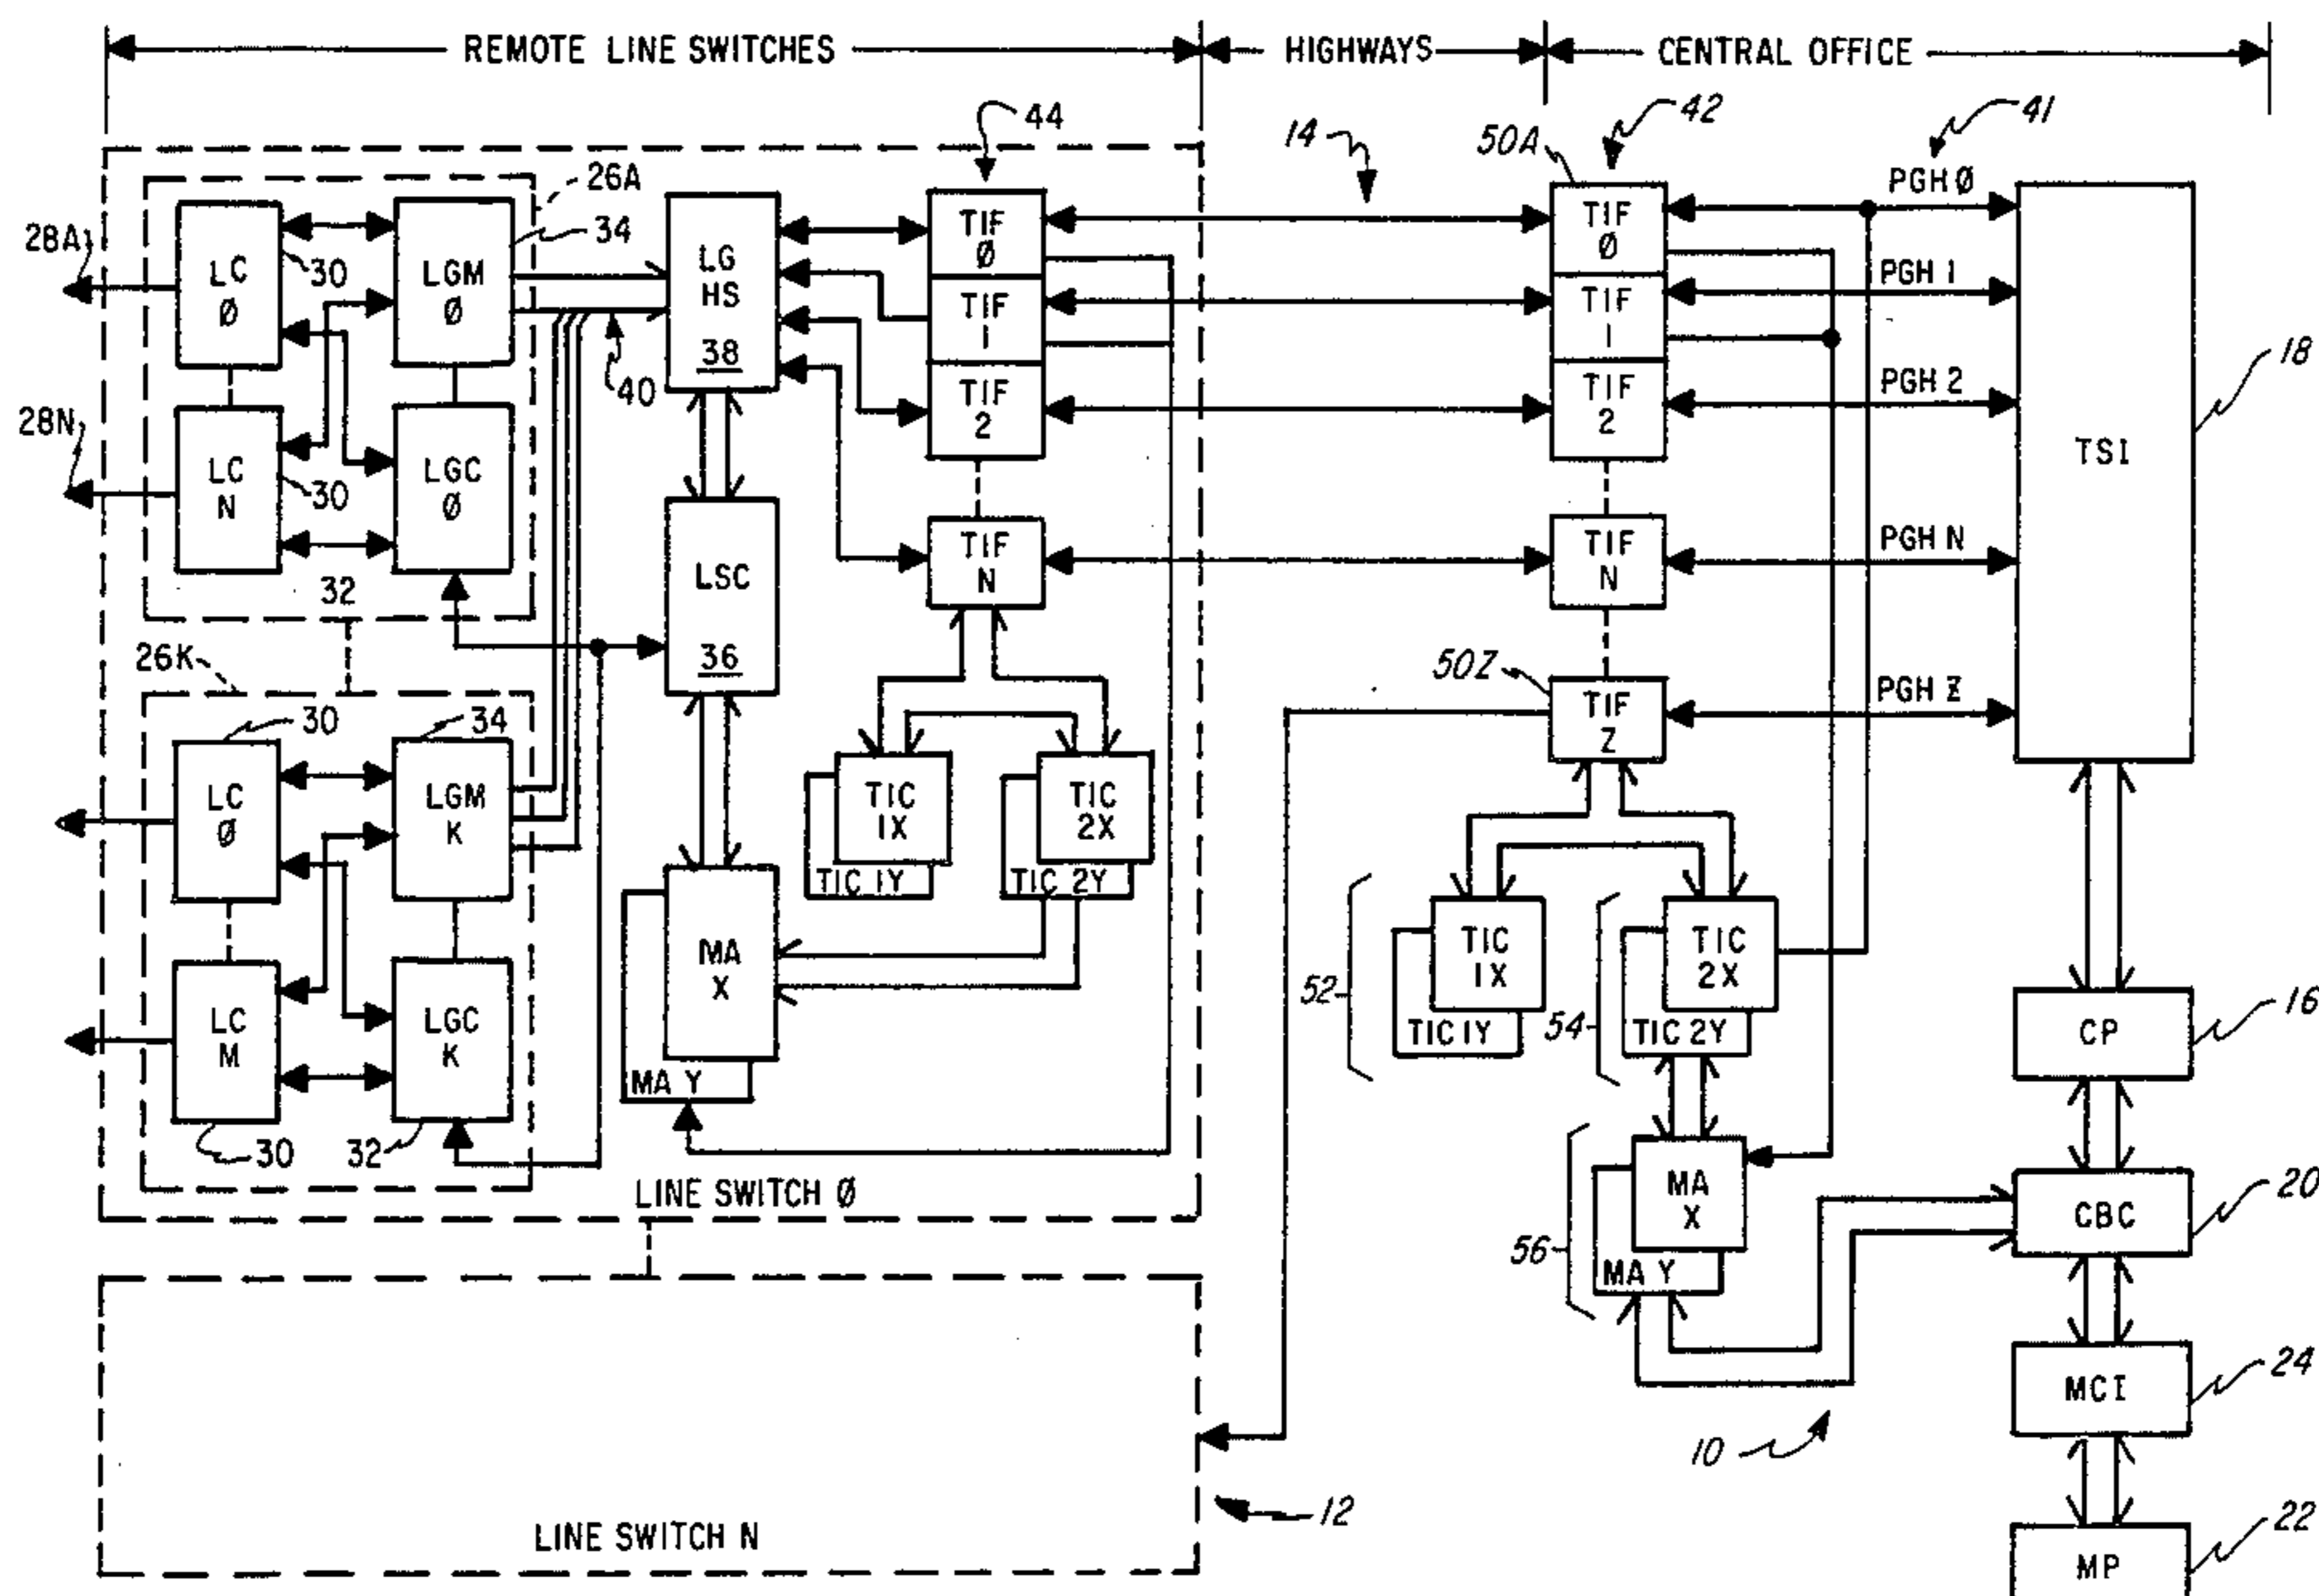 REMOTE LINE SWITCHES
HIGHWAYS
CENTRAL OFFICE
44
14
50A
42
41
26A
34
28A
LC
Ø
30
LGM
Ø
LG
HS
38
TIF
Ø
TIF
1
TIF
2
TIF
Ø
TIF
1
TIF
2
PGH Ø
PGH 1
PGH 2
TSI
18
40
28N
LC
N
30
LGC
Ø
32
LSC
36
TIF
N
TIF
N
PGH N
26K
50Z
TIF
Z
PGH Z
30
34
LC
Ø
LGM
K
TIC
1X
TIC 1Y
TIC
2X
TIC 2Y
LC
M
30
LGC
K
32
MA
X
MA Y
52
TIC
1X
TIC 1Y
54
TIC
2X
TIC 2Y
CP
16
56
MA
X
MA Y
CBC
20
LINE SWITCH Ø
MCI
24
10
LINE SWITCH N
12
MP
22